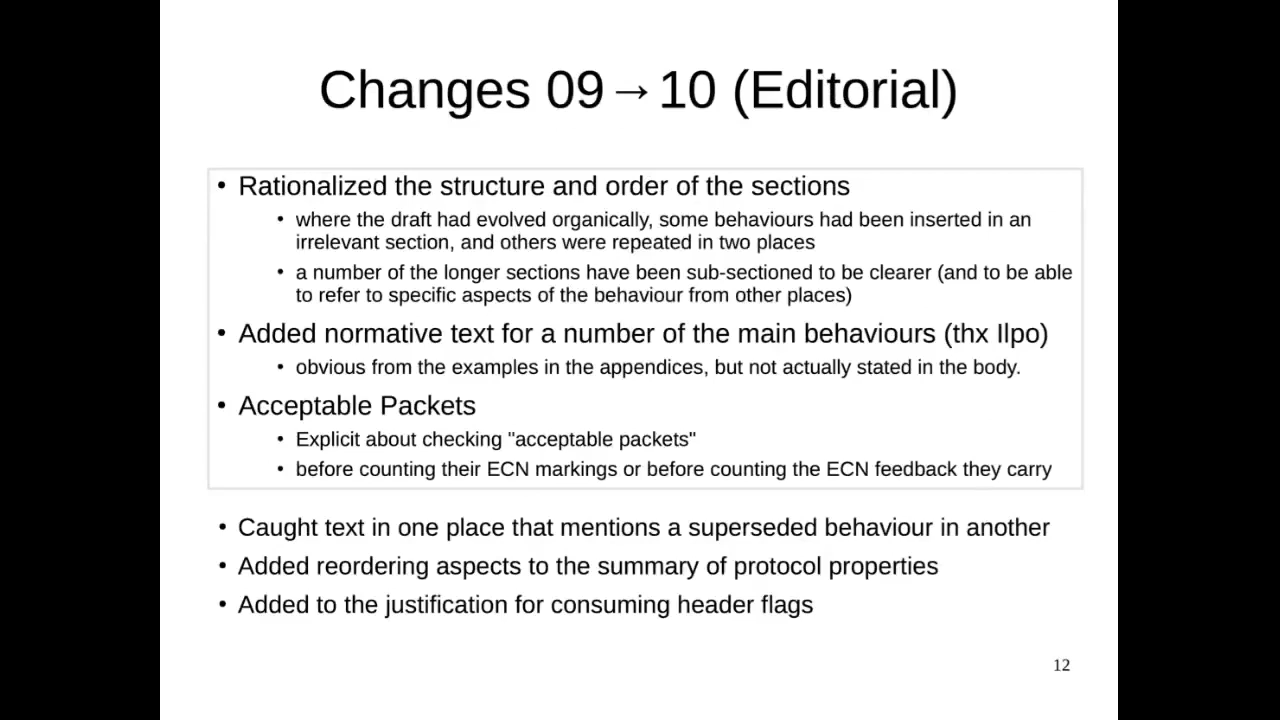 Changes 09→10 (Editorial)
• Rationalized the structure and order of the sections
• where the draft had evolved organically, some behaviours had been inserted in an
irrelevant section, and others were repeated in two places
• a number of the longer sections have been sub-sectioned to be clearer (and to be able
to refer to specific aspects of the behaviour from other places)
• Added normative text for a number of the main behaviours (thx Ilpo)
• obvious from the examples in the appendices, but not actually stated in the body.
• Acceptable Packets
• Explicit about checking "acceptable packets"
• before counting their ECN markings or before counting the ECN feedback they carry
• Caught text in one place that mentions a superseded behaviour in another
• Added reordering aspects to the summary of protocol properties
• Added to the justification for consuming header flags
12